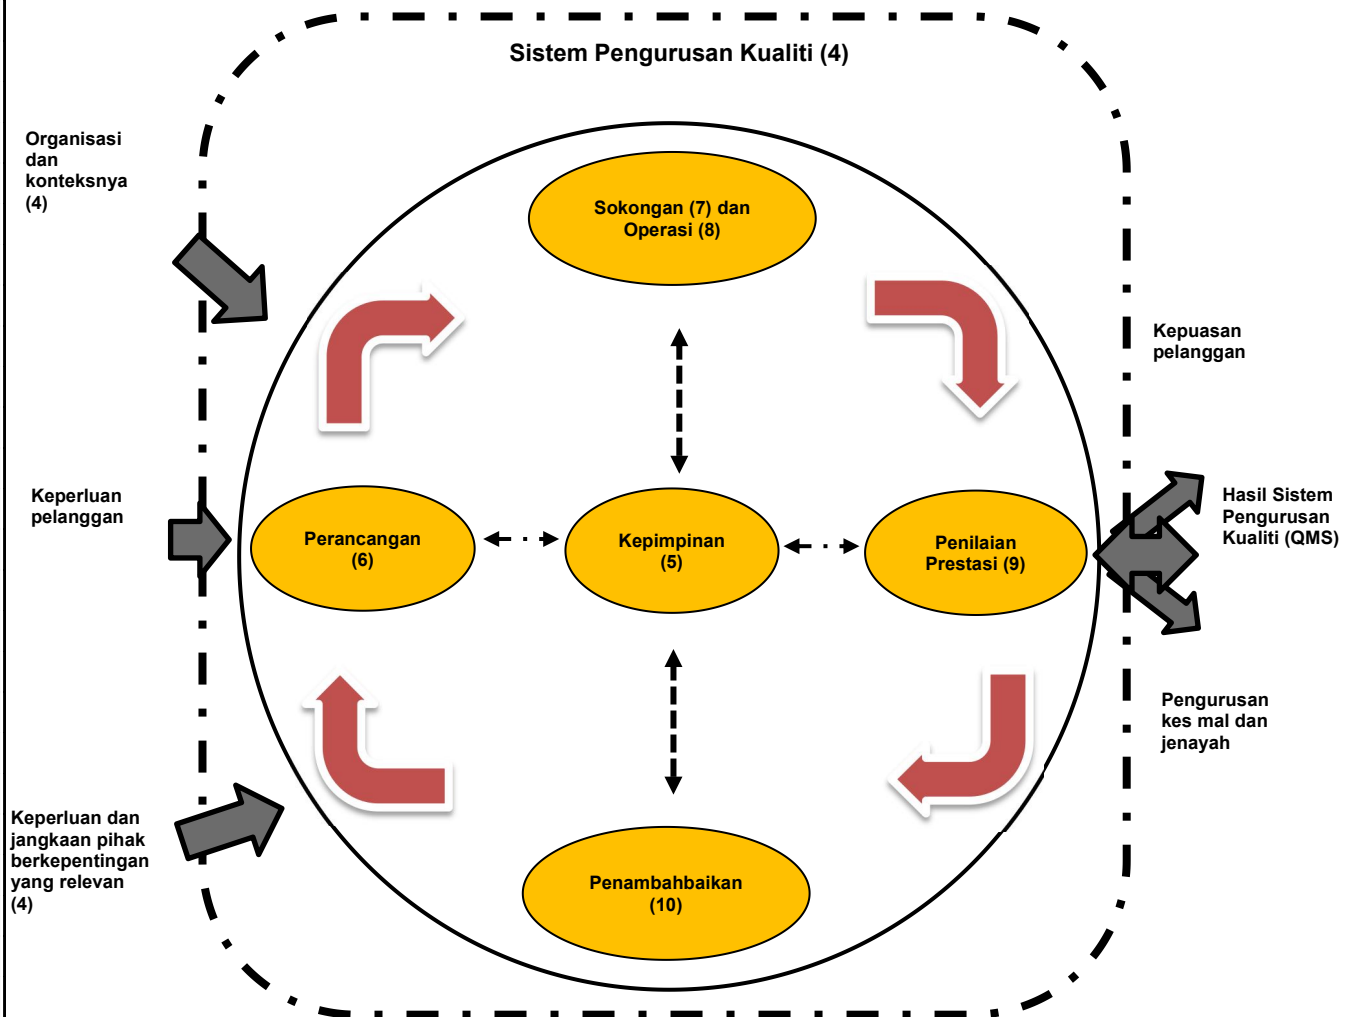 Sistem Pengurusan Kualiti (4)
Organisasi
dan
konteksnya
(4)
Sokongan (7) dan
Operasi (8)
Kepuasan
pelanggan
Keperluan
pelanggan
Perancangan
(6)
Kepimpinan
(5)
Penilaian
Prestasi (9)
Hasil Sistem
Pengurusan
Kualiti (QMS)
Pengurusan
kes mal dan
jenayah
Keperluan dan
jangkaan pihak
berkepentingan
yang relevan
(4)
Penambahbaikan
(10)